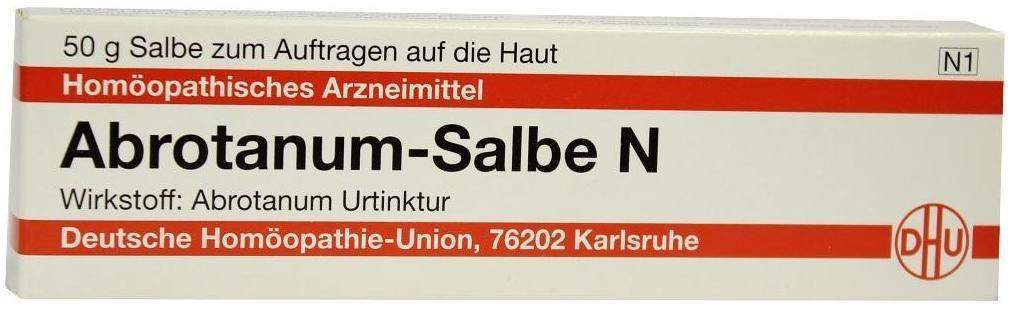 50 g Salbe zum Auftragen auf die Haut
N1
Homöopathisches Arzneimittel
Abrotanum-Salbe N
Wirkstoff: Abrotanum Urtinktur
Deutsche Homöopathie-Union, 76202 Karlsruhe
DHU